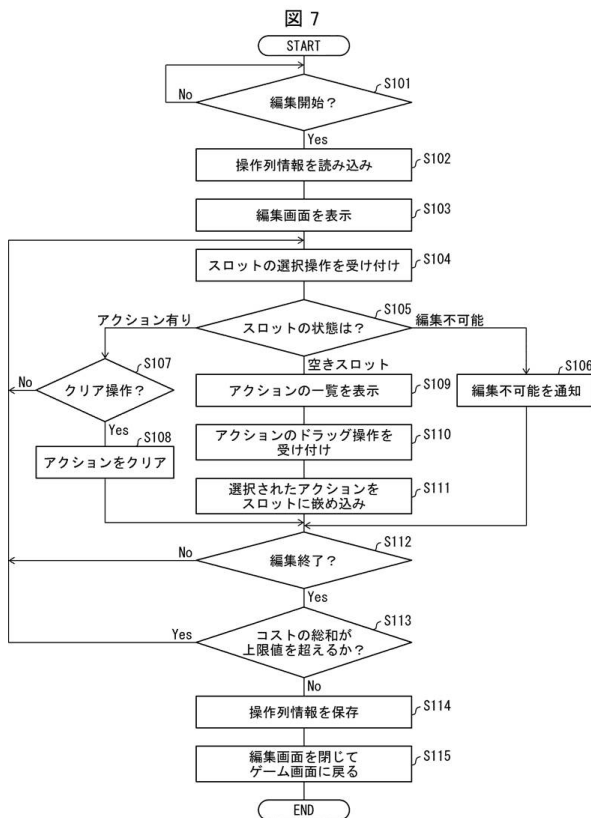 図 7
START
No
編集開始？
S101
Yes
操作列情報を読み込み
S102
編集画面を表示
S103
スロットの選択操作を受け付け
S104
アクション有り
スロットの状態は？
S105
編集不可能
空きスロット
No
クリア操作？
S107
アクションの一覧を表示
S109
編集不可能を通知
S106
Yes
アクションをクリア
S108
アクションのドラッグ操作を
受け付け
S110
選択されたアクションを
スロットに嵌め込み
S111
No
編集終了？
S112
Yes
Yes
コストの総和が
上限値を超えるか？
S113
No
操作列情報を保存
S114
編集画面を閉じて
ゲーム画面に戻る
S115
END